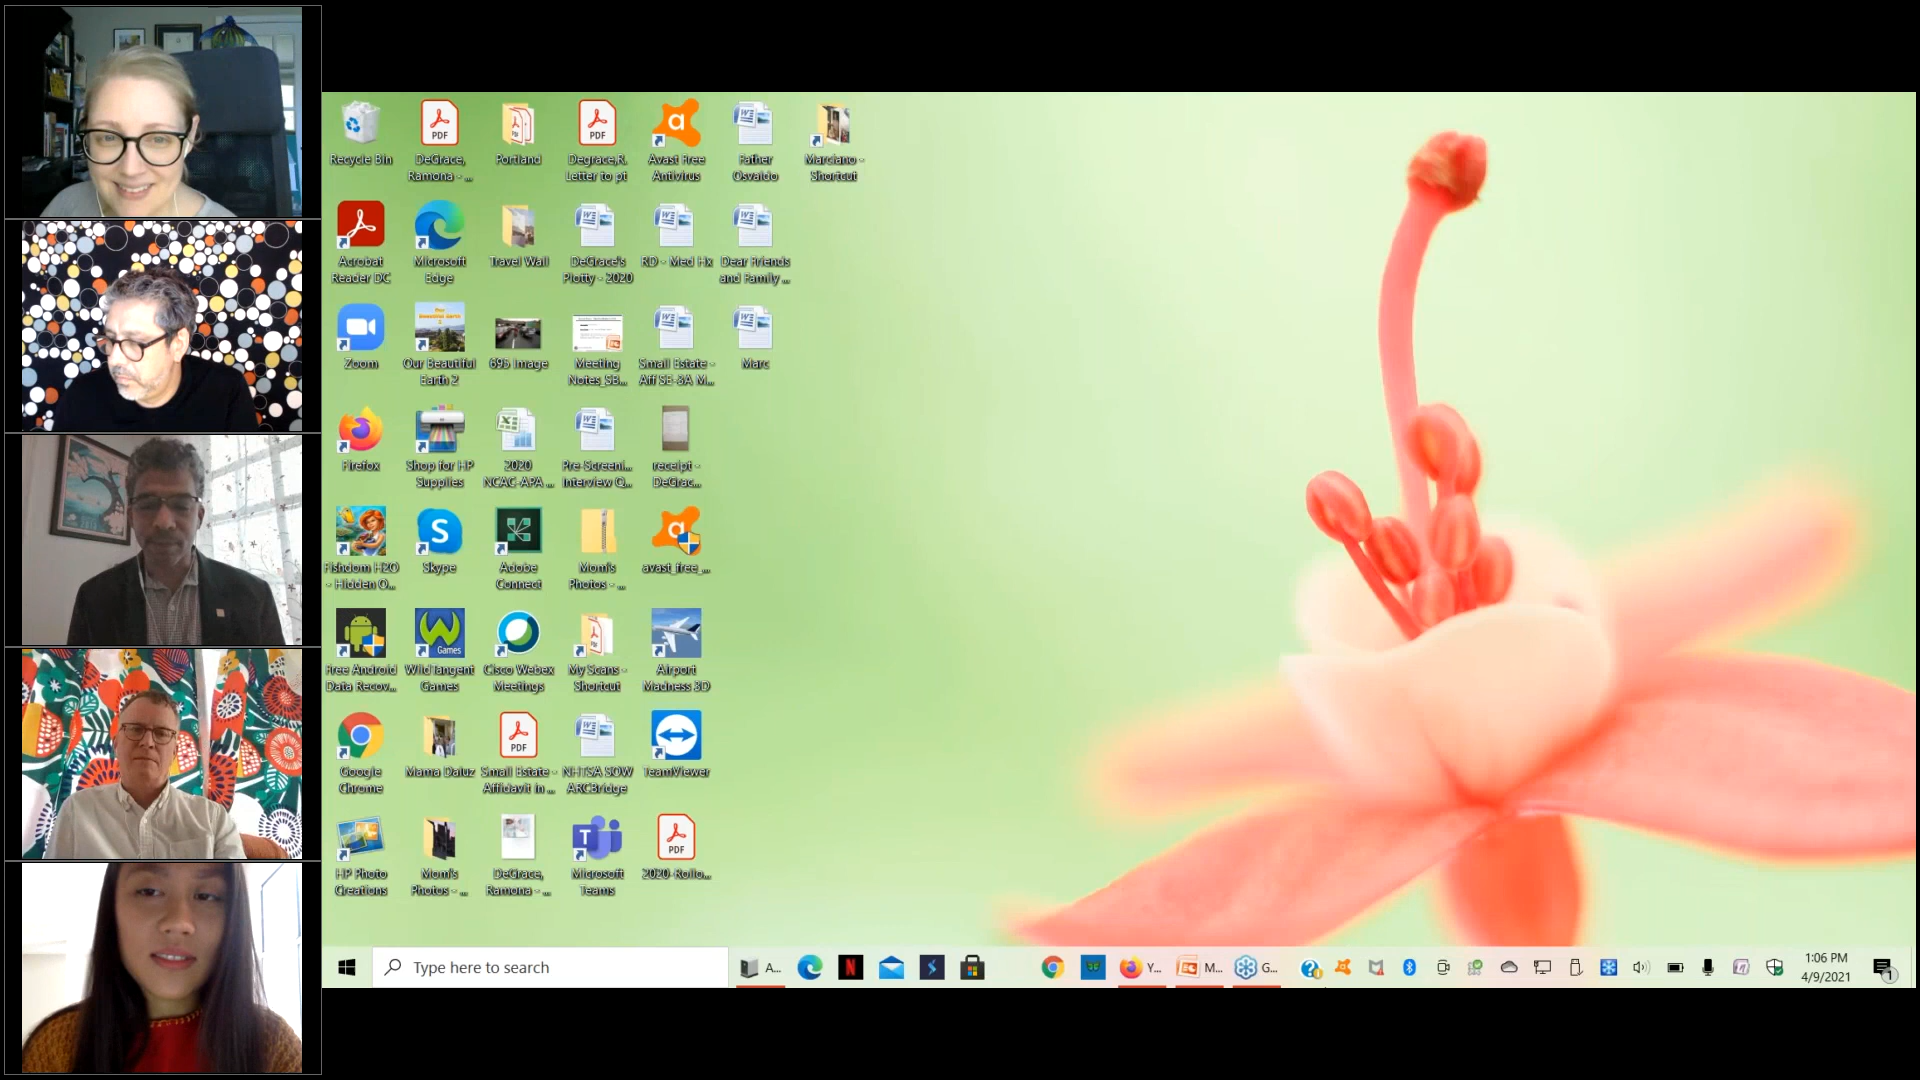 Recycle Bin
DeGrace,
Ramona - ...
Portland
Degrace,R.
Letter to pt
Avast Free
Antivirus
Father
Osvaldo
Marciano -
Shortcut
Acrobat
Reader DC
Microsoft
Edge
Travel Wall
DeGrace's
Plotty - 2020
RD - Med Hx
Dear Friends
and Family ...
Zoom
Our Beautiful
Earth 2
695 Image
Meeting
Notes_SB...
Small Estate -
Aff SE-3A M...
Marc
Firefox
Shop for HP
Supplies
2020
NCAC-APA ...
Pre-Screeni...
Interview Q...
receipt -
DeGrac...
Fishdom H2O
- Hidden O...
Skype
Adobe
Connect
Mom's
Photos - ...
avast_free_...
Free Android
Data Recov...
WildTangent
Games
Cisco Webex
Meetings
My Scans -
Shortcut
Airport
Madness 3D
Google
Chrome
Mama Daluz
Small Estate -
Affidavit in ...
NHTSA SOW
ARCBridge
TeamViewer
HP Photo
Creations
Mom's
Photos - ...
DeGrace,
Ramona - ...
Microsoft
Teams
2020-Rollo...
Type here to search
A...
Y...
M...
G...
1:06 PM
4/9/2021
1